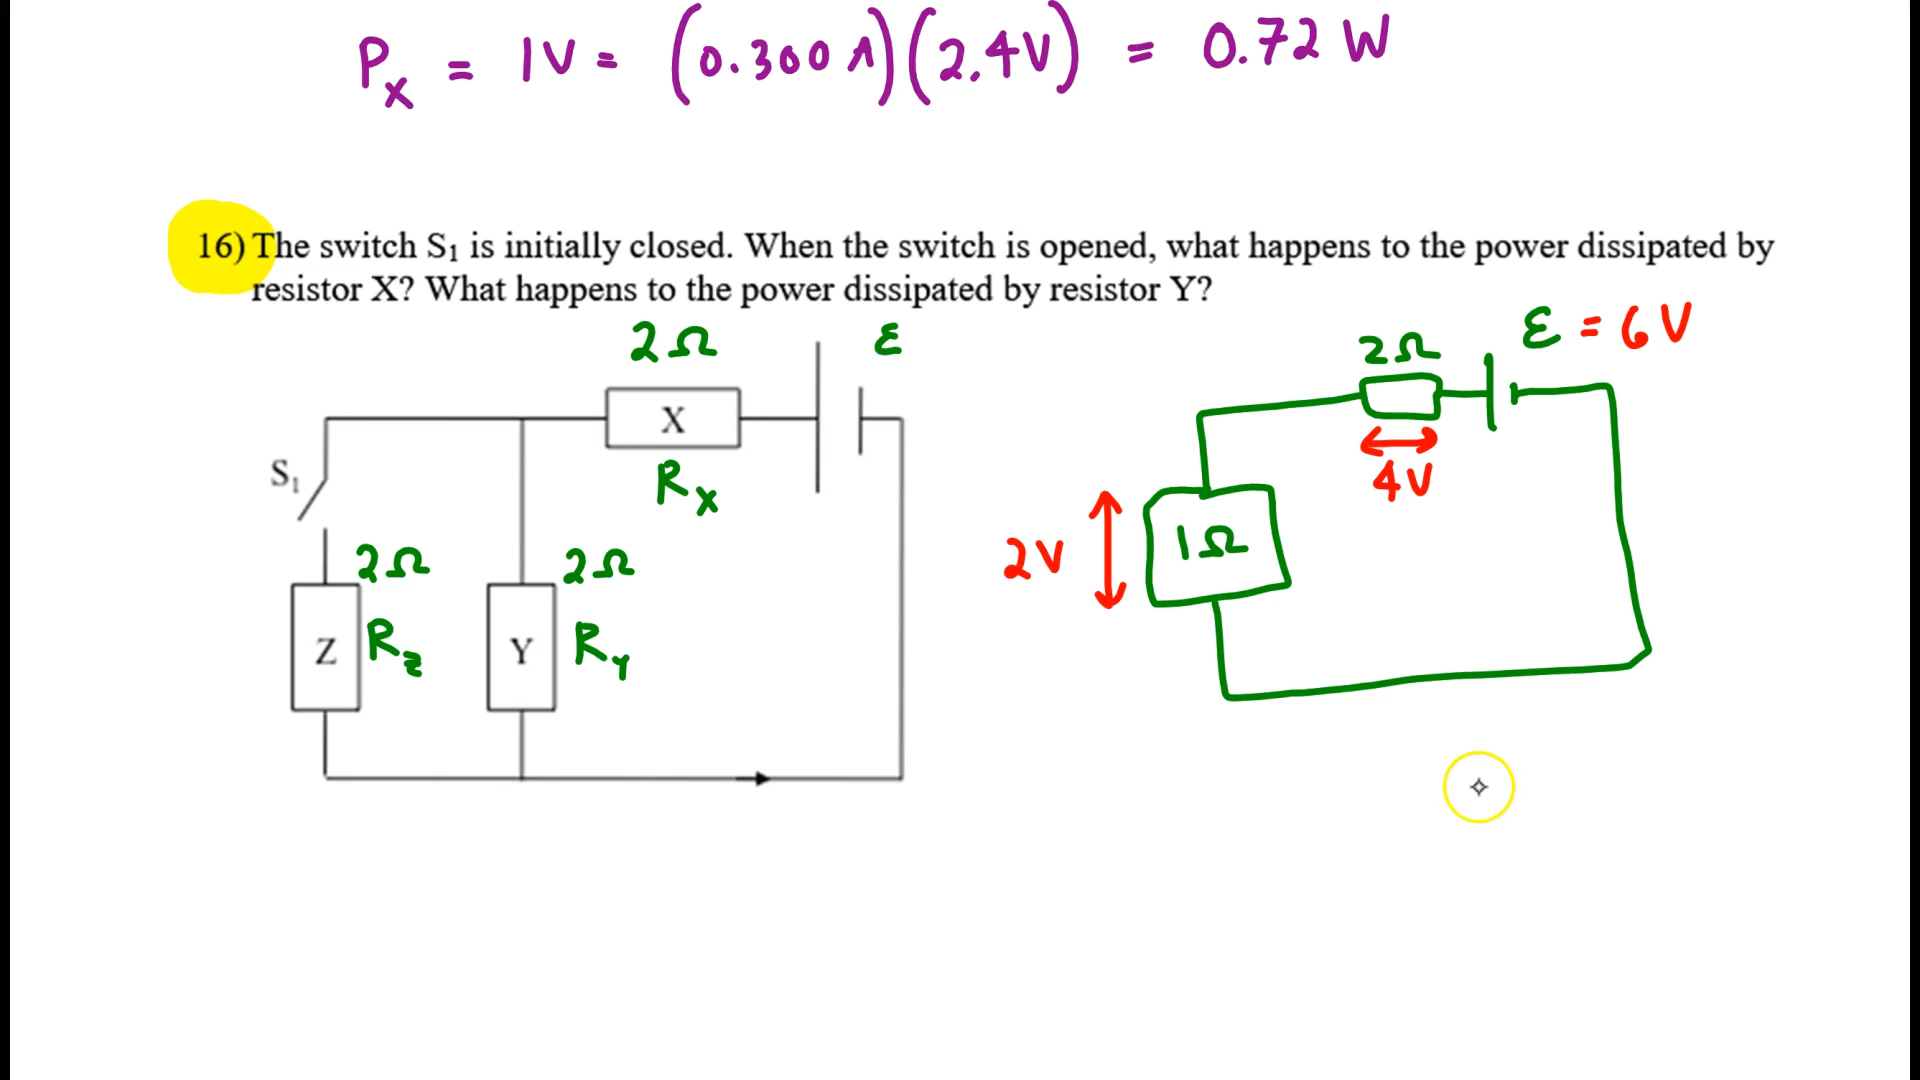 Px = IV = (0.300 A)(2.4V) = 0.72 W
16) The switch S₁ is initially closed. When the switch is opened, what happens to the power dissipated by
resistor X? What happens to the power dissipated by resistor Y?
2Ω ε
X
Rx
S₁
2Ω 2Ω
Z Rz Y RY
2Ω ε = 6V
4V
2V 1Ω